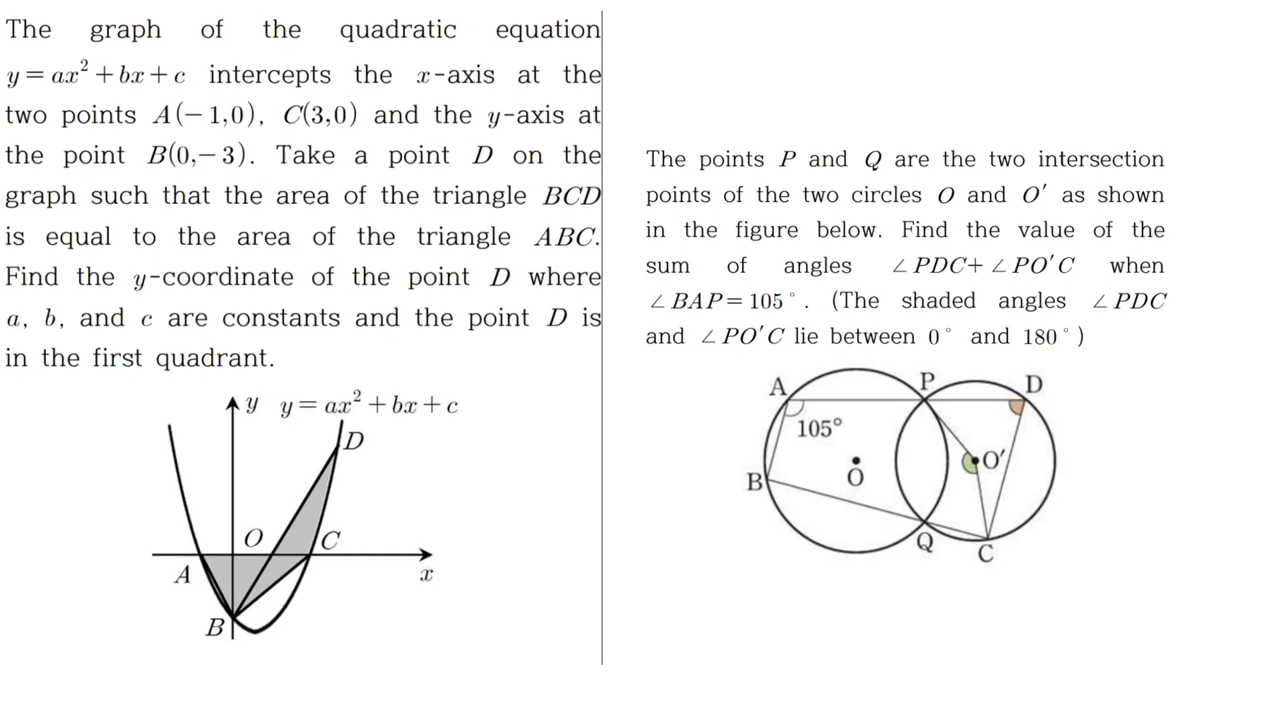 The graph of the quadratic equation
y = ax² + bx + c intercepts the x-axis at the
two points A(−1,0), C(3,0) and the y-axis at
the point B(0,−3). Take a point D on the
graph such that the area of the triangle BCD
is equal to the area of the triangle ABC.
Find the y-coordinate of the point D where
a, b, and c are constants and the point D is
in the first quadrant.
y y = ax² + bx + c
D
O C
A x
B
The points P and Q are the two intersection
points of the two circles O and O′ as shown
in the figure below. Find the value of the
sum of angles ∠PDC+∠PO′C when
∠BAP=105°. (The shaded angles ∠PDC
and ∠PO′C lie between 0° and 180°)
A P D
105°
O O′
B
Q C